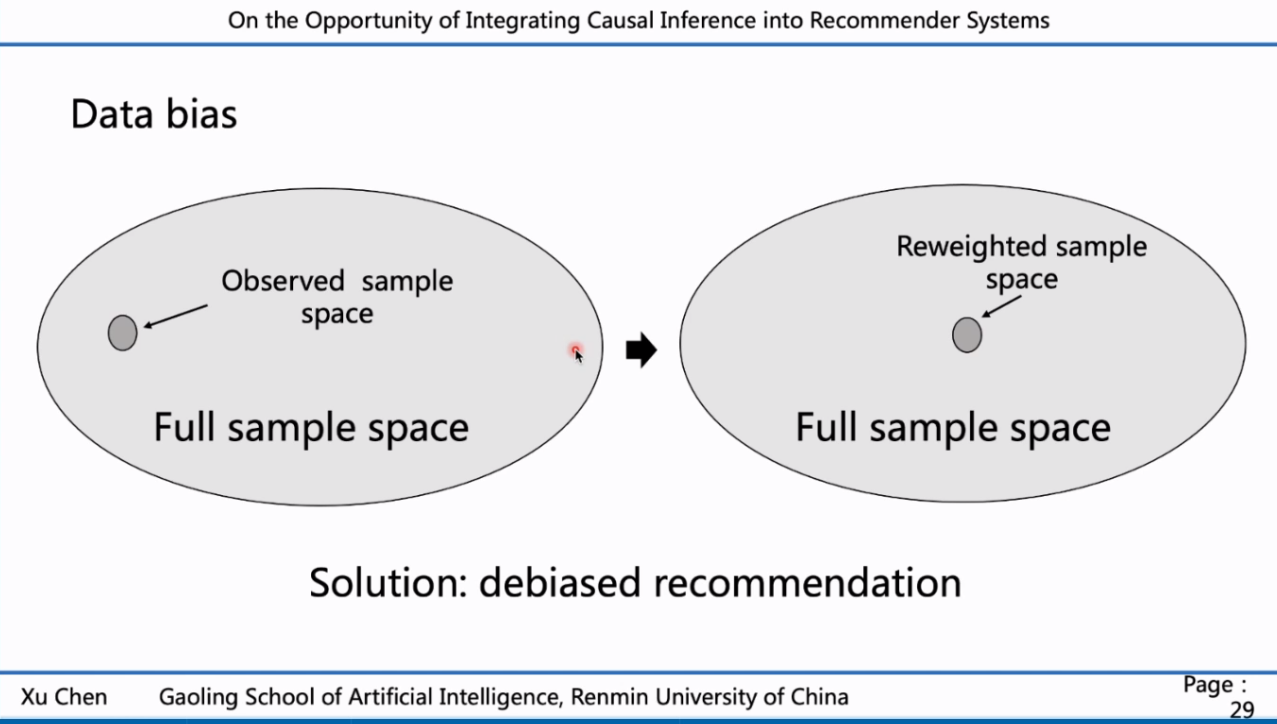 On the Opportunity of Integrating Causal Inference into Recommender Systems
Data bias
Observed sample
space
Full sample space
Reweighted sample
space
Full sample space
Solution: debiased recommendation
Xu Chen
Gaoling School of Artificial Intelligence, Renmin University of China
Page :
29